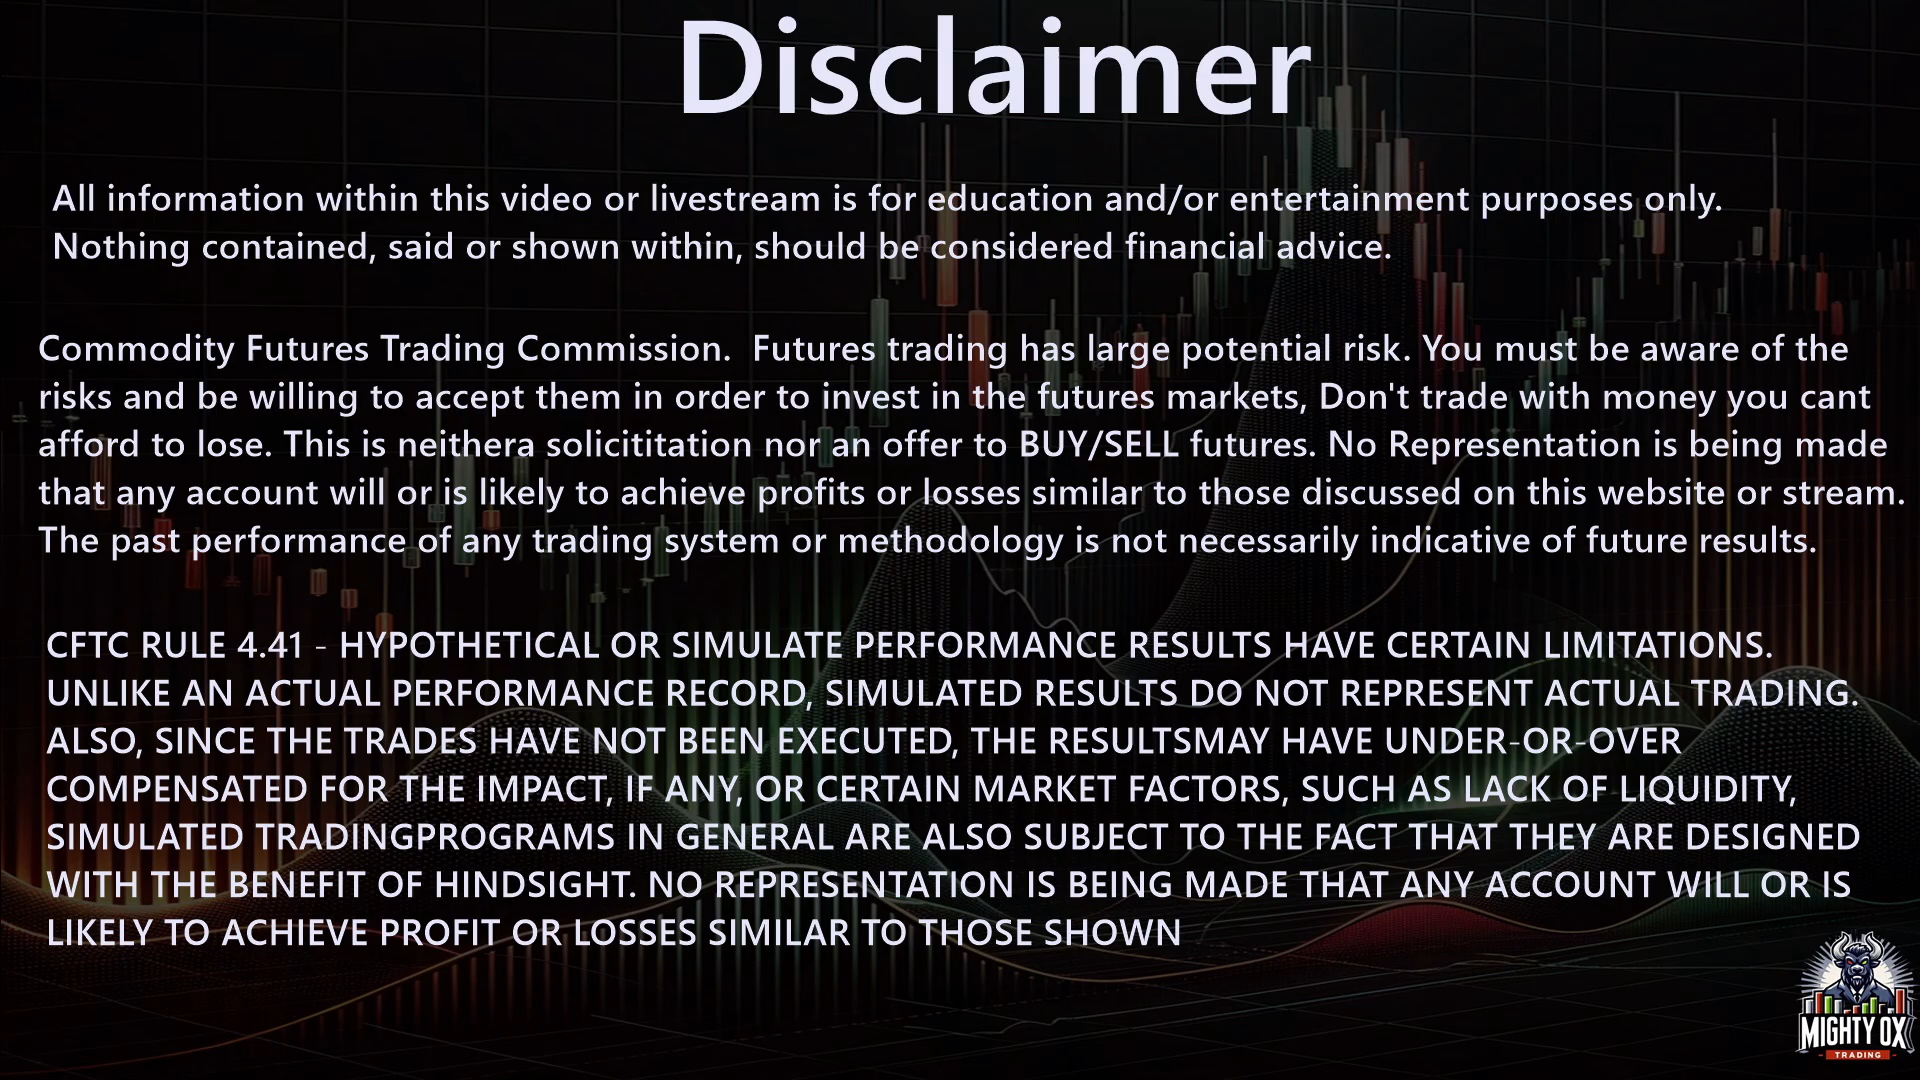 Disclaimer
All information within this video or livestream is for education and/or entertainment purposes only.
Nothing contained, said or shown within, should be considered financial advice.
Commodity Futures Trading Commission.  Futures trading has large potential risk. You must be aware of the
risks and be willing to accept them in order to invest in the futures markets, Don't trade with money you cant
afford to lose. This is neithera solicititation nor an offer to BUY/SELL futures. No Representation is being made
that any account will or is likely to achieve profits or losses similar to those discussed on this website or stream.
The past performance of any trading system or methodology is not necessarily indicative of future results.
CFTC RULE 4.41 - HYPOTHETICAL OR SIMULATE PERFORMANCE RESULTS HAVE CERTAIN LIMITATIONS.
UNLIKE AN ACTUAL PERFORMANCE RECORD, SIMULATED RESULTS DO NOT REPRESENT ACTUAL TRADING.
ALSO, SINCE THE TRADES HAVE NOT BEEN EXECUTED, THE RESULTSMAY HAVE UNDER-OR-OVER
COMPENSATED FOR THE IMPACT, IF ANY, OR CERTAIN MARKET FACTORS, SUCH AS LACK OF LIQUIDITY,
SIMULATED TRADINGPROGRAMS IN GENERAL ARE ALSO SUBJECT TO THE FACT THAT THEY ARE DESIGNED
WITH THE BENEFIT OF HINDSIGHT. NO REPRESENTATION IS BEING MADE THAT ANY ACCOUNT WILL OR IS
LIKELY TO ACHIEVE PROFIT OR LOSSES SIMILAR TO THOSE SHOWN
MIGHTY OX
TRADING